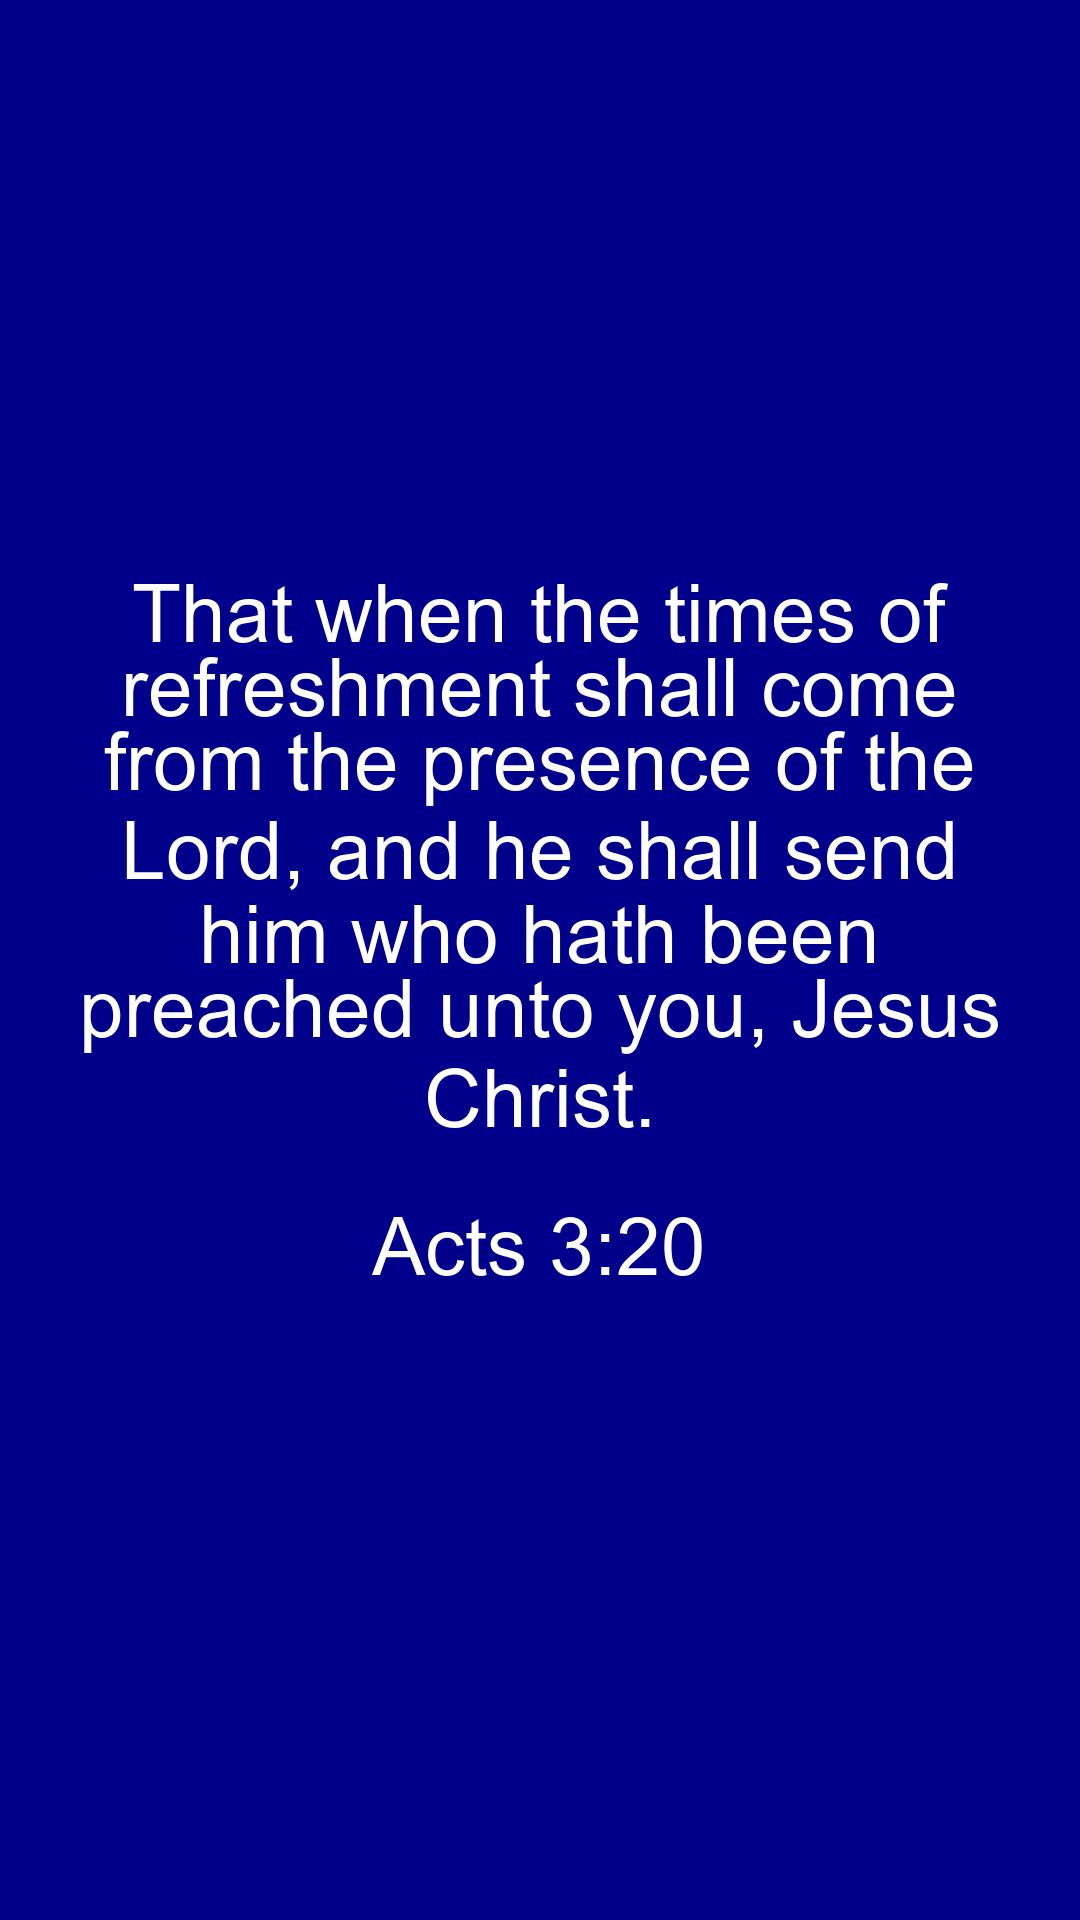 That when the times of
refreshment shall come
from the presence of the
Lord, and he shall send
him who hath been
preached unto you, Jesus
Christ.
Acts 3:20